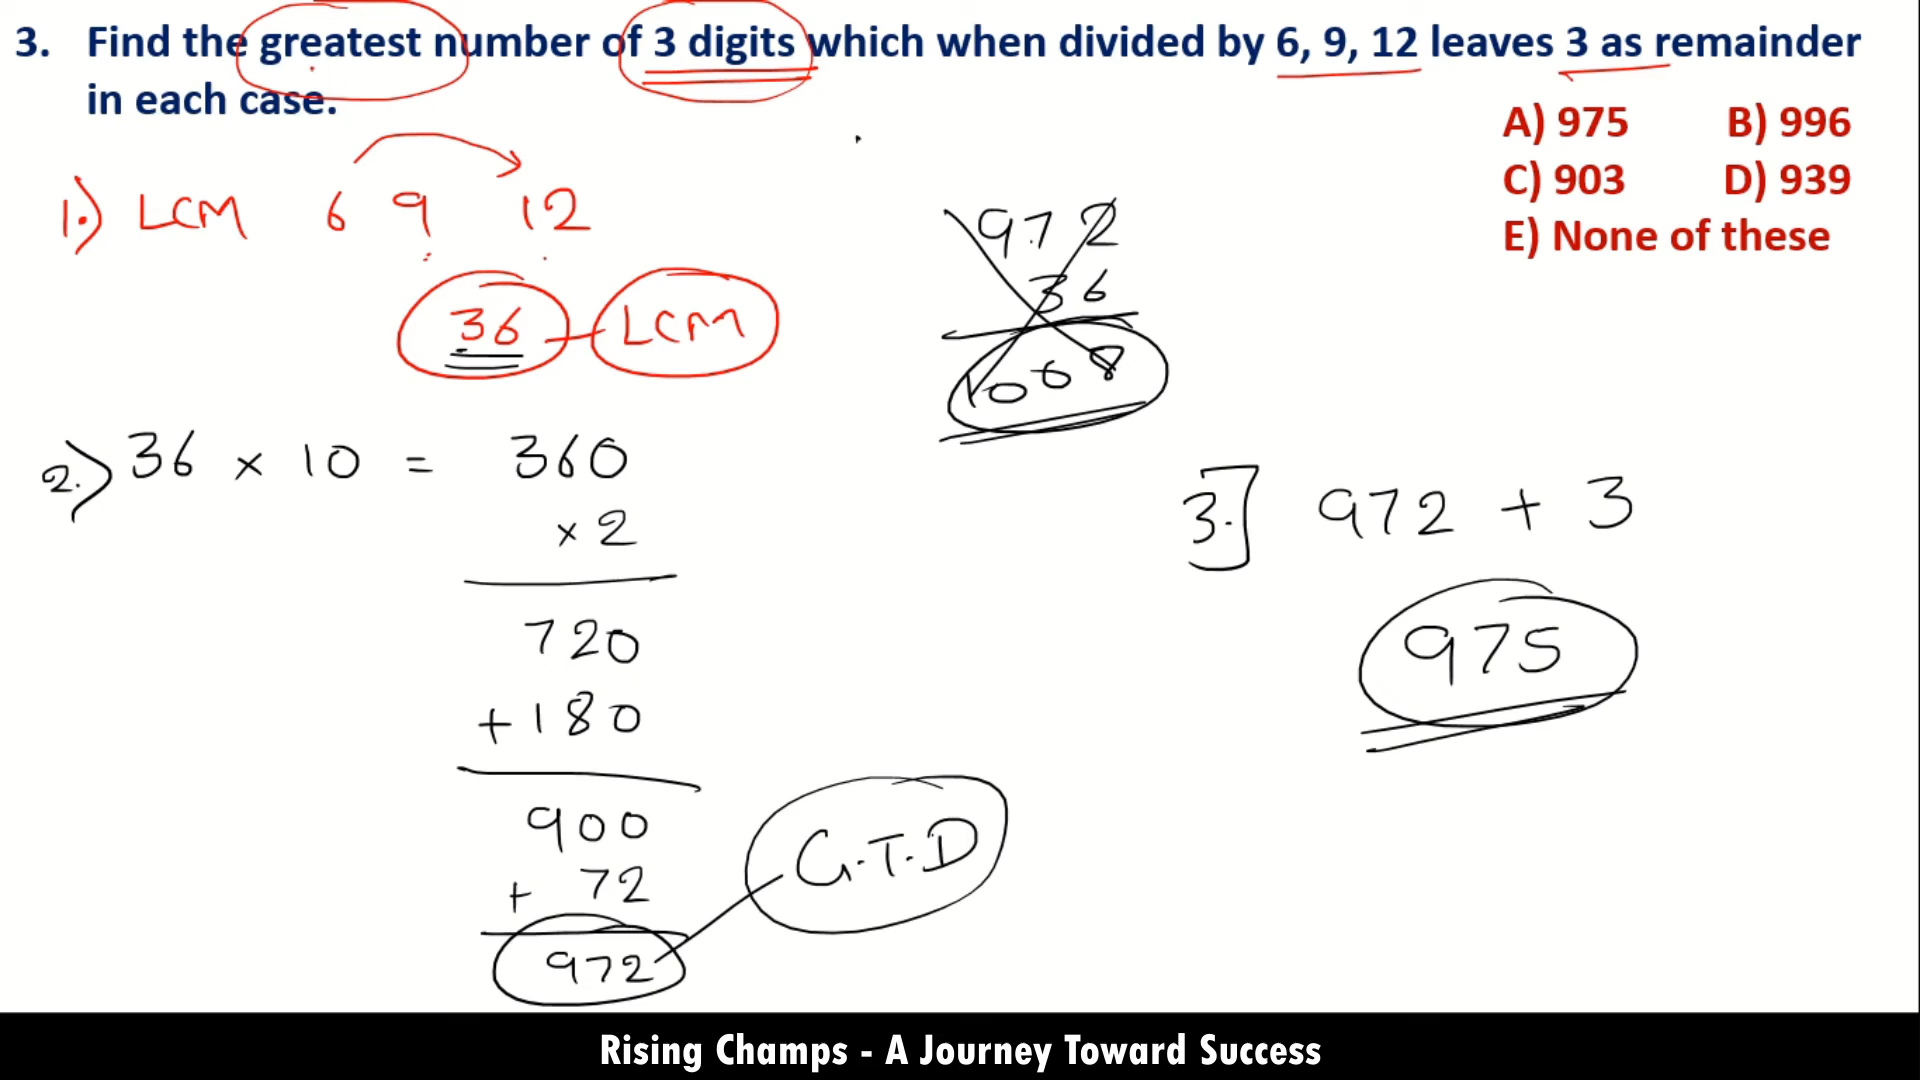 3. Find the greatest number of 3 digits which when divided by 6, 9, 12 leaves 3 as remainder
in each case.
A) 975 B) 996
C) 903 D) 939
E) None of these
1.) LCM 6 9 12
36 LCM
972
36
1008
2.) 36 × 10 = 360
× 2
720
+ 180
900
+ 72
972
G.T.D
3.] 972 + 3
975
Rising Champs - A Journey Toward Success